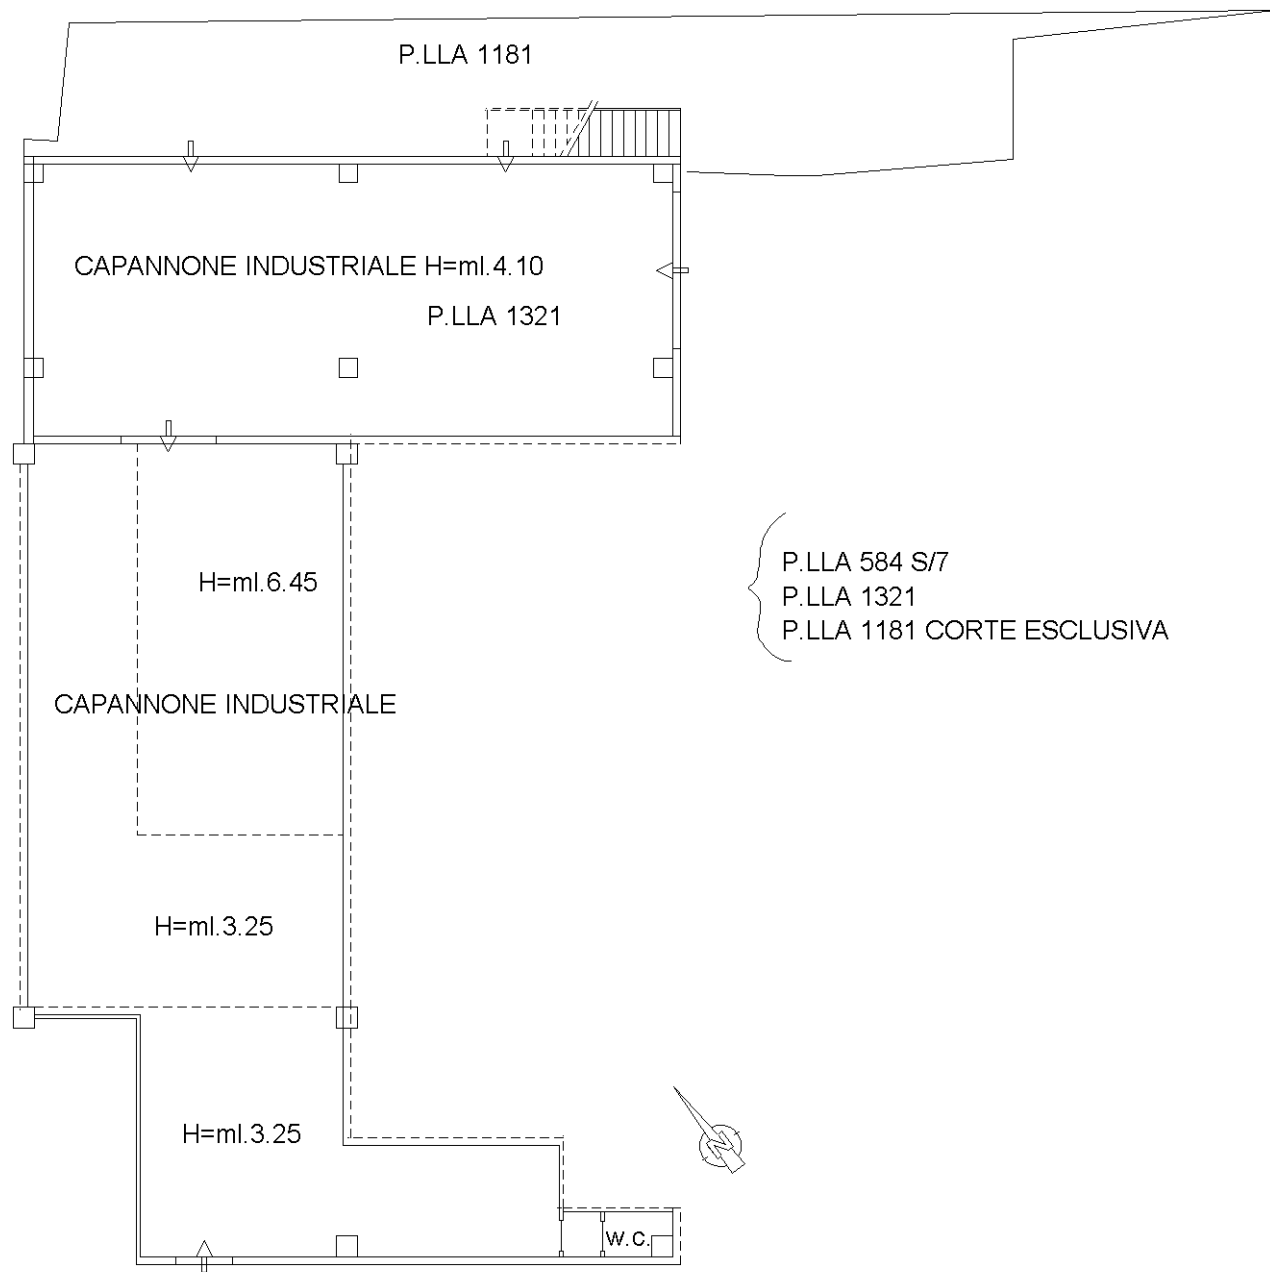 P.LLA 1181
CAPANNONE INDUSTRIALE H=ml.4.10
P.LLA 1321
H=ml.6.45
P.LLA 584 S/7
P.LLA 1321
P.LLA 1181 CORTE ESCLUSIVA
CAPANNONE INDUSTRIALE
H=ml.3.25
H=ml.3.25
N
W.C.